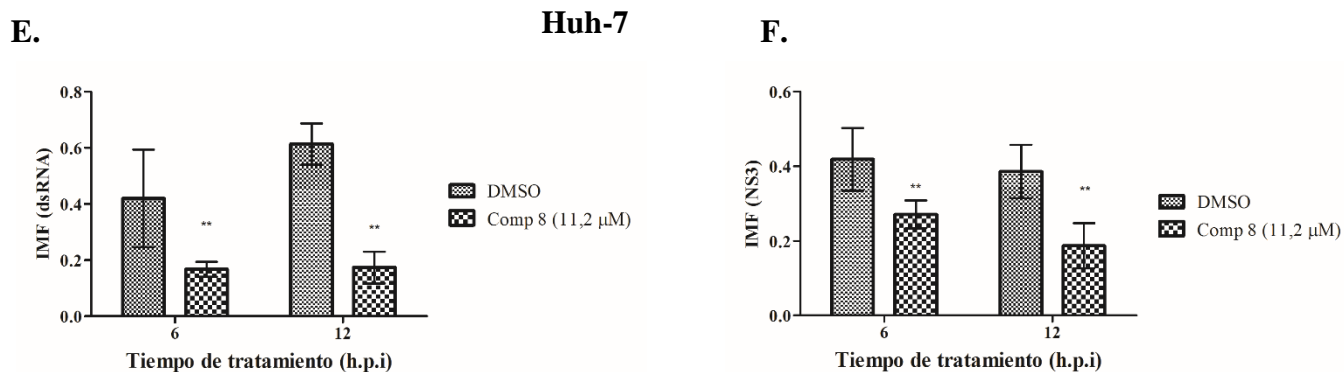 E.
Huh-7
F.
IMF (dsRNA)
0.8
0.6
0.4
0.2
0.0
**
**
6
12
Tiempo de tratamiento (h.p.i)
DMSO
Comp 8 (11,2 µM)
IMF (NS3)
0.6
0.4
0.2
0.0
**
**
6
12
Tiempo de tratamiento (h.p.i)
DMSO
Comp 8 (11,2 µM)